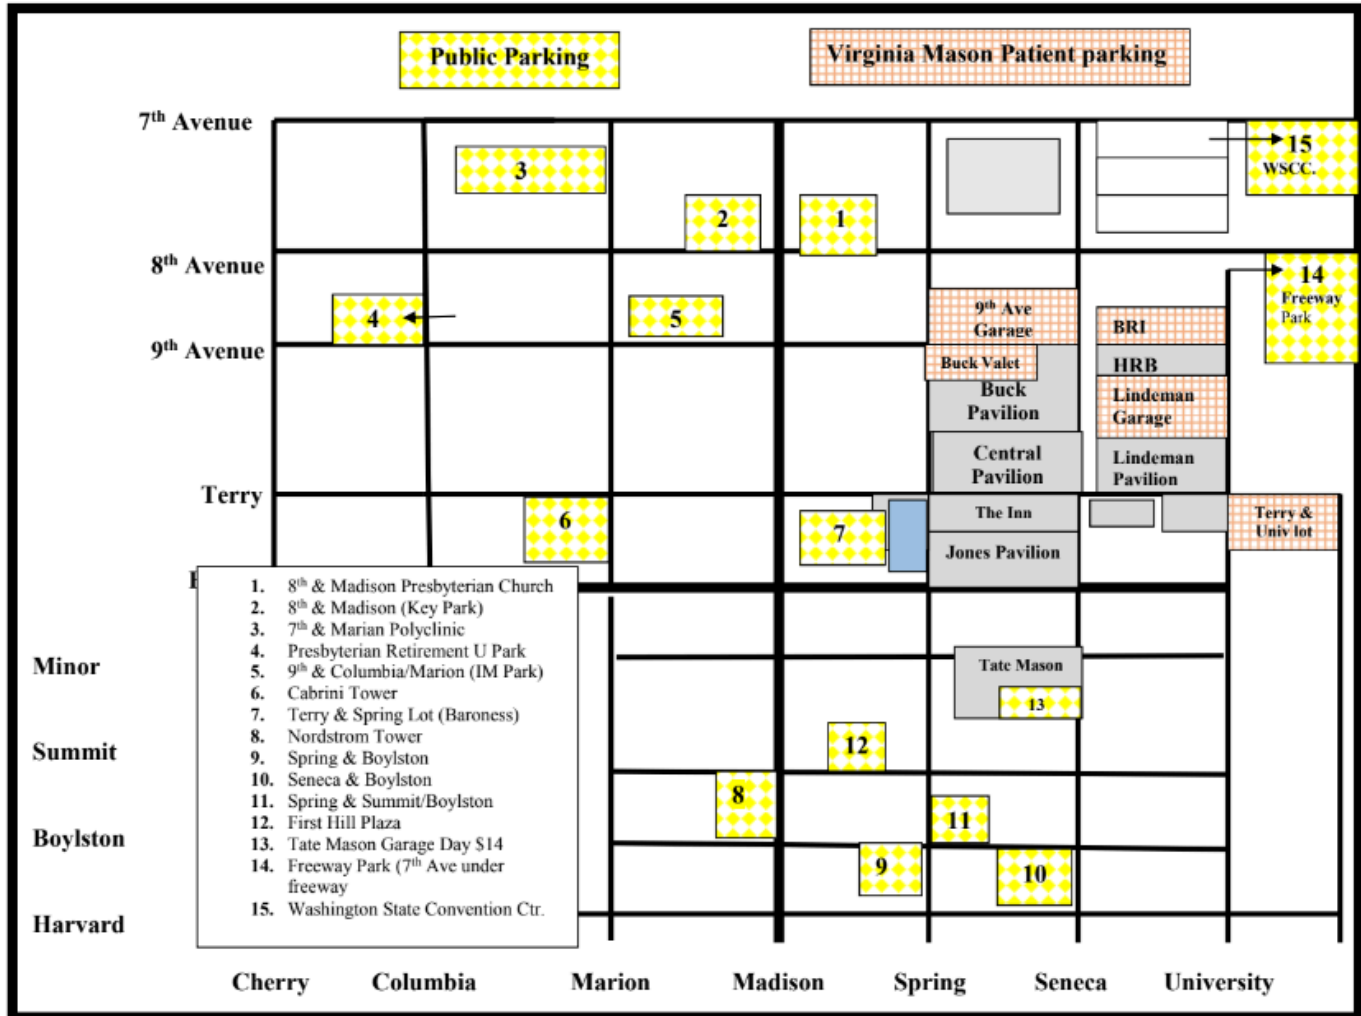 Public Parking
Virginia Mason Patient parking
7th Avenue
3
2
1
15
WSCC.
8th Avenue
14
Freeway
Park
4
5
9th Ave
Garage
BRI
9th Avenue
Buck Valet
HRB
Buck
Pavilion
Lindeman
Garage
Central
Pavilion
Lindeman
Pavilion
Terry
6
7
The Inn
Terry &
Univ lot
Jones Pavilion
1. 8th & Madison Presbyterian Church
2. 8th & Madison (Key Park)
3. 7th & Marian Polyclinic
4. Presbyterian Retirement U Park
5. 9th & Columbia/Marion (IM Park)
6. Cabrini Tower
7. Terry & Spring Lot (Baroness)
8. Nordstrom Tower
9. Spring & Boylston
10. Seneca & Boylston
11. Spring & Summit/Boylston
12. First Hill Plaza
13. Tate Mason Garage Day $14
14. Freeway Park (7th Ave under
freeway
15. Washington State Convention Ctr.
Minor
Tate Mason
13
Summit
12
8
Boylston
11
9
10
Harvard
Cherry
Columbia
Marion
Madison
Spring
Seneca
University